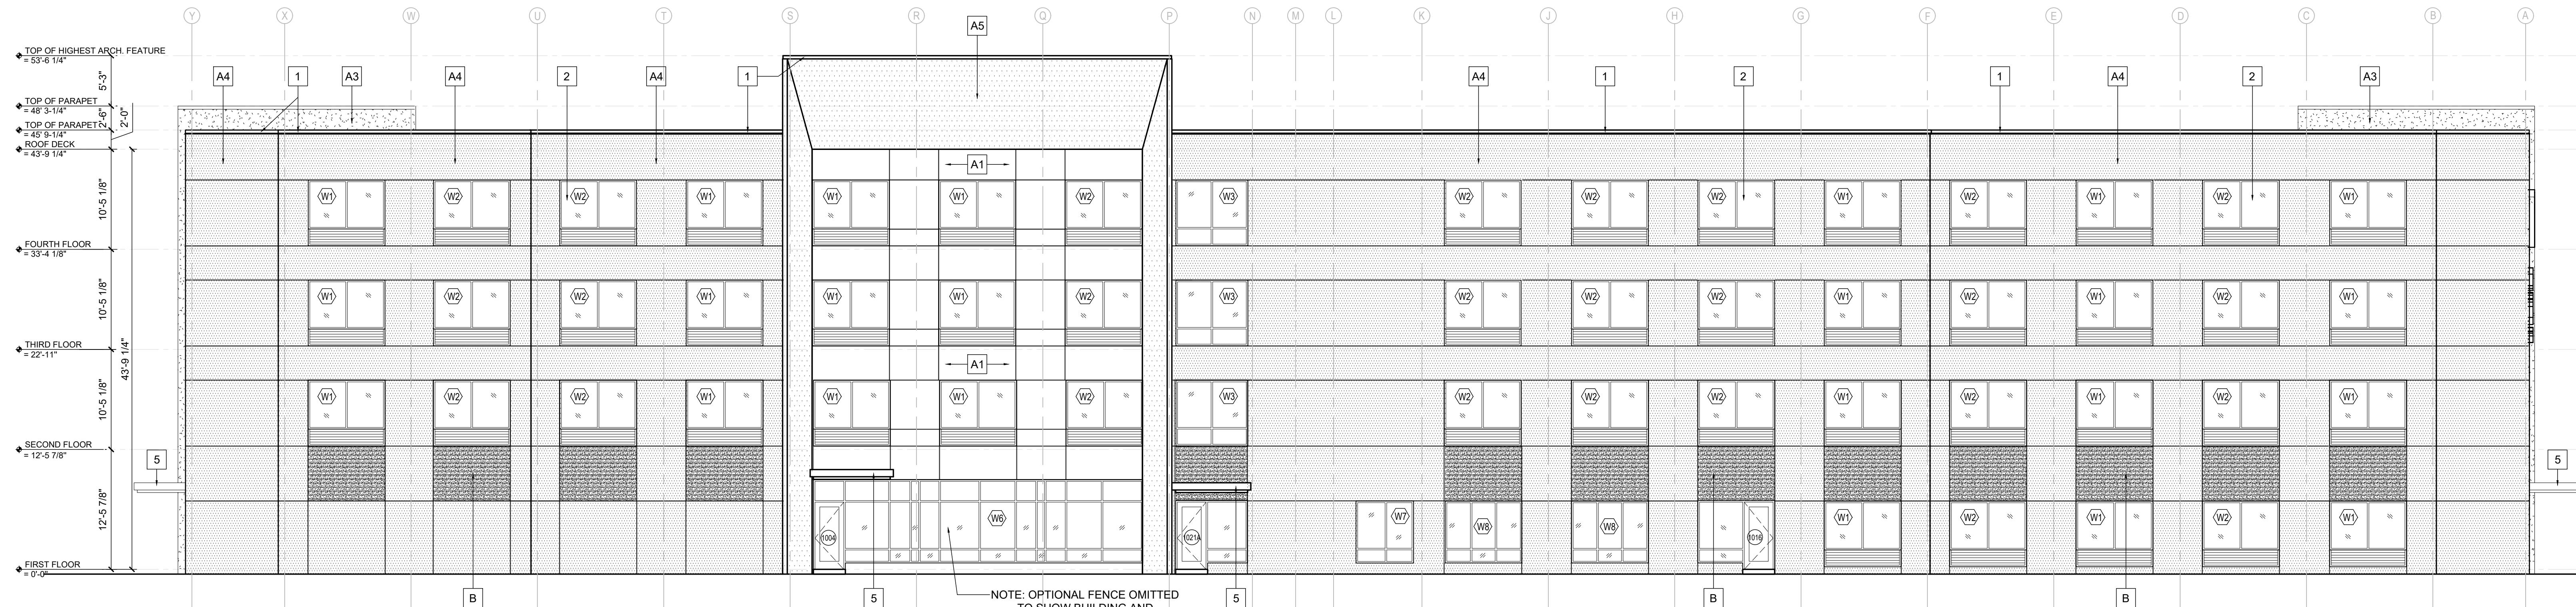 Y X W U T S R Q P N M L K J H G F E D C B A
A5
TOP OF HIGHEST ARCH. FEATURE
= 53'-6 1/4"
5'-3"
A4 1 A3 A4 2 A4 1 A4 1 2 1 A4 2 A3
TOP OF PARAPET
= 48' 3-1/4"
2'-6"
2'-0"
TOP OF PARAPET
= 45' 9-1/4"
ROOF DECK
= 43'-9 1/4"
A1
10'-5 1/8"
W1 W2 W2 W1 W1 W1 W2 W3 W2 W2 W2 W1 W2 W1 W2 W1
FOURTH FLOOR
= 33'-4 1/8"
10'-5 1/8"
W1 W2 W2 W1 W1 W1 W2 W3 W2 W2 W2 W1 W2 W1 W2 W1
THIRD FLOOR
= 22'-11"
43'-9 1/4"
A1
10'-5 1/8"
W1 W2 W2 W1 W1 W1 W2 W3 W2 W2 W2 W1 W2 W1 W2 W1
SECOND FLOOR
= 12'-5 7/8"
5 5
12'-5 7/8"
W6 W7 W8 W8 W1 W2 W1 W2 W1
1004 1021A 1016
FIRST FLOOR
= 0'-0"
B 5 5 B B
NOTE: OPTIONAL FENCE OMITTED
TO SHOW BUILDING AND